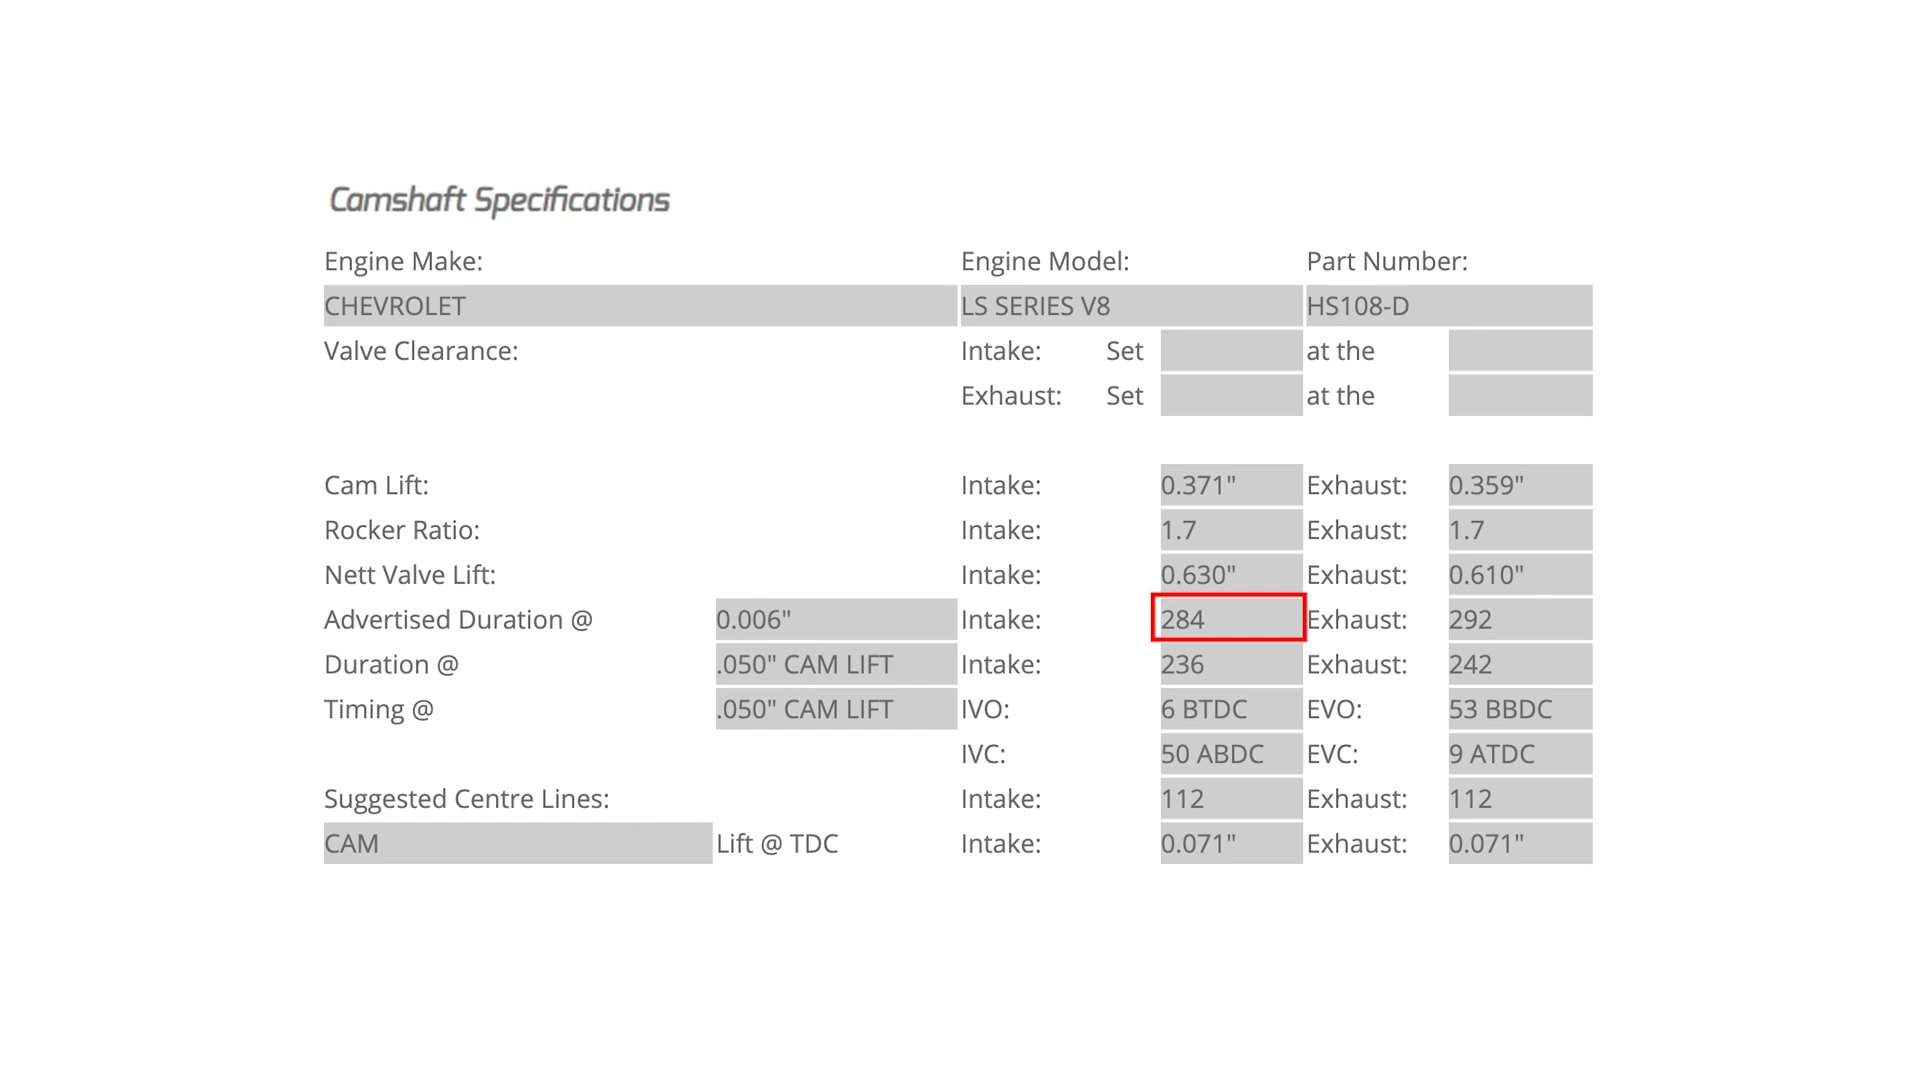 Camshaft Specifications
Engine Make: Engine Model: Part Number:
CHEVROLET LS SERIES V8 HS108-D
Valve Clearance: Intake: Set at the
Exhaust: Set at the
Cam Lift: Intake: 0.371" Exhaust: 0.359"
Rocker Ratio: Intake: 1.7 Exhaust: 1.7
Nett Valve Lift: Intake: 0.630" Exhaust: 0.610"
Advertised Duration @ 0.006" Intake: 284 Exhaust: 292
Duration @ .050" CAM LIFT Intake: 236 Exhaust: 242
Timing @ .050" CAM LIFT IVO: 6 BTDC EVO: 53 BBDC
IVC: 50 ABDC EVC: 9 ATDC
Suggested Centre Lines: Intake: 112 Exhaust: 112
CAM Lift @ TDC Intake: 0.071" Exhaust: 0.071"